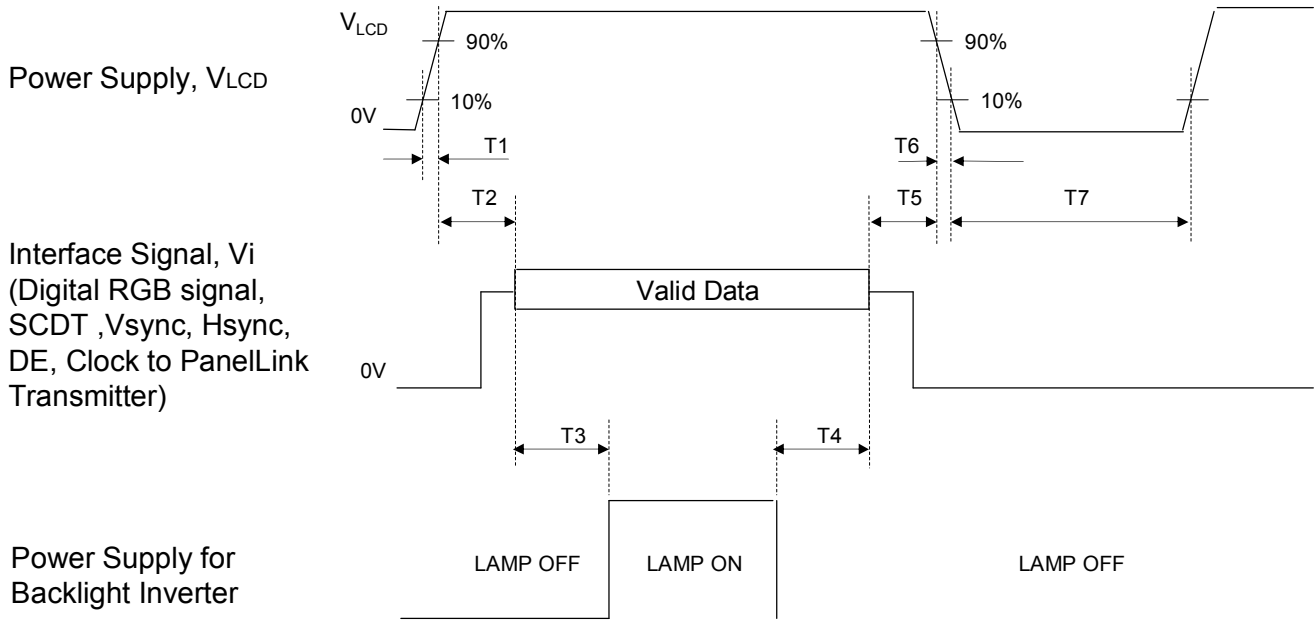 VLCD
90%
90%
Power Supply, VLCD
10%
10%
0V
T1
T6
T2
T5
T7
Interface Signal, Vi
(Digital RGB signal,
SCDT ,Vsync, Hsync,
DE, Clock to PanelLink
Transmitter)
Valid Data
0V
T3
T4
Power Supply for
Backlight Inverter
LAMP OFF
LAMP ON
LAMP OFF